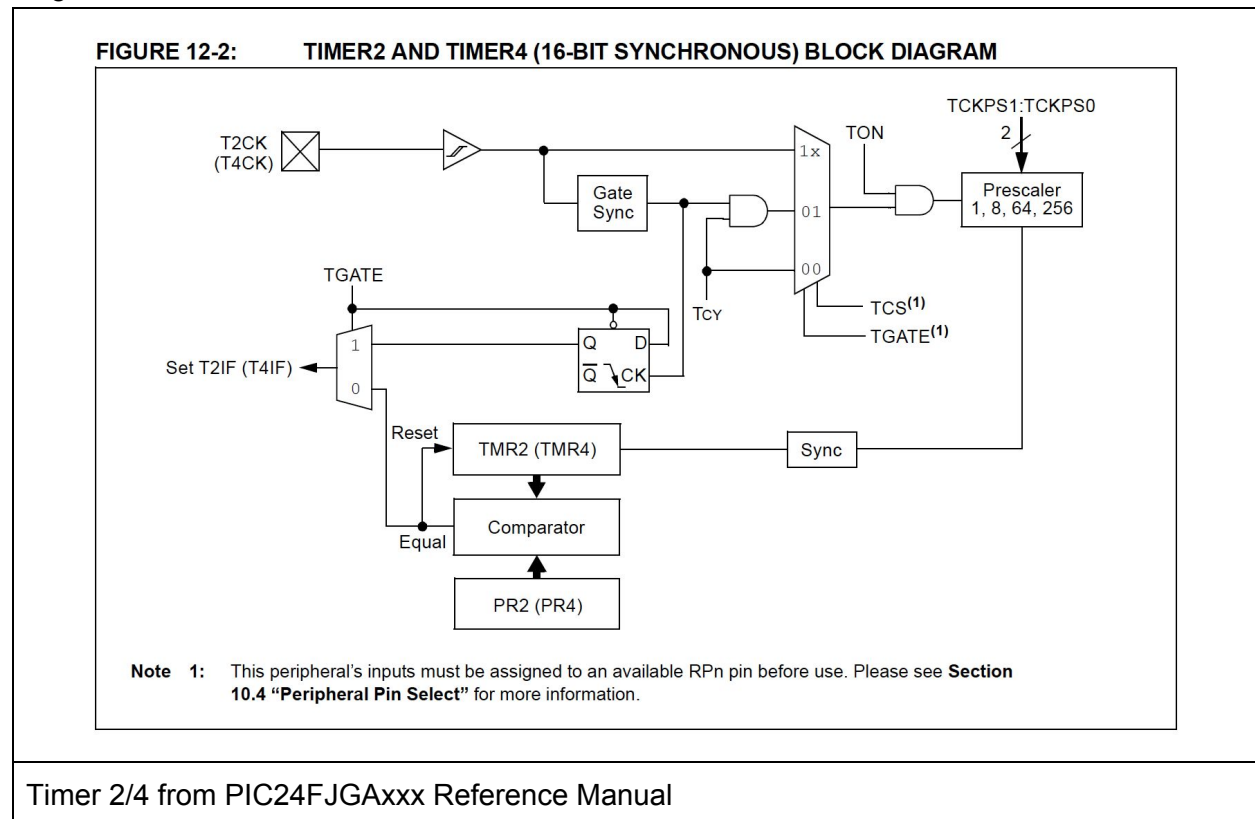 FIGURE 12-2: TIMER2 AND TIMER4 (16-BIT SYNCHRONOUS) BLOCK DIAGRAM
TCKPS1:TCKPS0
2
TON
T2CK
(T4CK)
1x
Gate
Sync
01
Prescaler
1, 8, 64, 256
00
TGATE
TCY
TCS(1)
TGATE(1)
1
Q D
Set T2IF (T4IF)
Q CK
0
Reset
TMR2 (TMR4)
Sync
Comparator
Equal
PR2 (PR4)
Note 1: This peripheral's inputs must be assigned to an available RPn pin before use. Please see Section
10.4 “Peripheral Pin Select” for more information.
Timer 2/4 from PIC24FJGAxxx Reference Manual